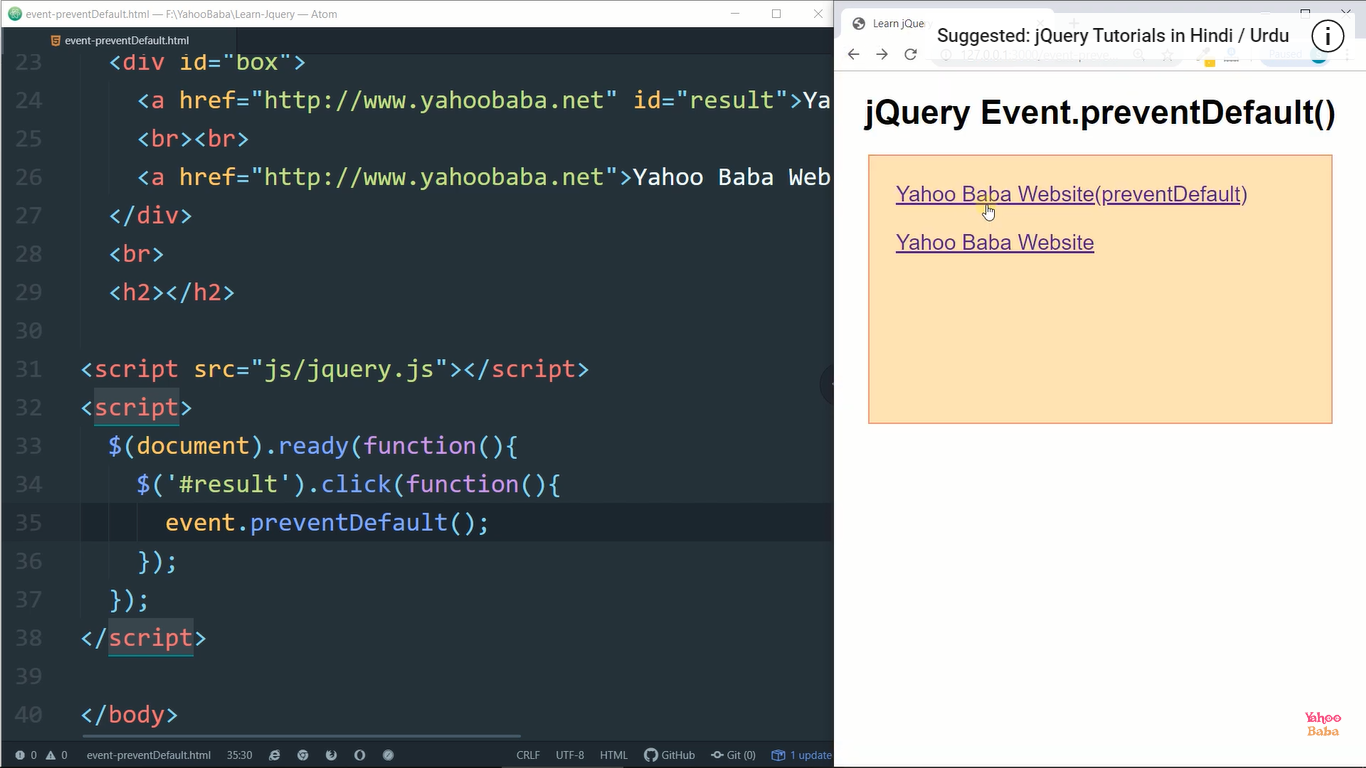 event-preventDefault.html — F:\YahooBaba\Learn-Jquery — Atom
event-preventDefault.html
23 <div id="box">
24 <a href="http://www.yahoobaba.net" id="result">Ya
25 <br><br>
26 <a href="http://www.yahoobaba.net">Yahoo Baba Web
27 </div>
28 <br>
29 <h2></h2>
30
31 <script src="js/jquery.js"></script>
32 <script>
33 $(document).ready(function(){
34 $('#result').click(function(){
35 event.preventDefault();
36 });
37 });
38 </script>
39
40 </body>
0 0 event-preventDefault.html 35:30 CRLF UTF-8 HTML GitHub Git (0) 1 update
Learn jQue
Suggested: jQuery Tutorials in Hindi / Urdu
jQuery Event.preventDefault()
Yahoo Baba Website(preventDefault)
Yahoo Baba Website
Yahoo
Baba